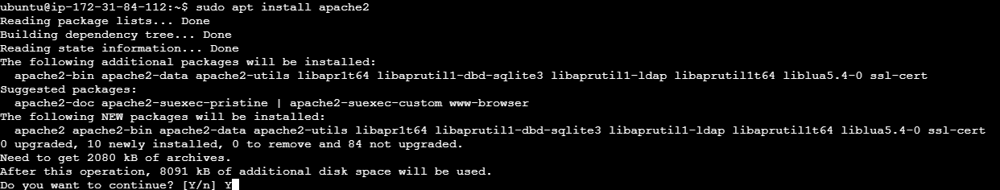 ubuntu@ip-172-31-84-112:~$ sudo apt install apache2
Reading package lists... Done
Building dependency tree... Done
Reading state information... Done
The following additional packages will be installed:
  apache2-bin apache2-data apache2-utils libapr1t64 libaprutil1-dbd-sqlite3 libaprutil1-ldap libaprutil1t64 liblua5.4-0 ssl-cert
Suggested packages:
  apache2-doc apache2-suexec-pristine | apache2-suexec-custom www-browser
The following NEW packages will be installed:
  apache2 apache2-bin apache2-data apache2-utils libapr1t64 libaprutil1-dbd-sqlite3 libaprutil1-ldap libaprutil1t64 liblua5.4-0 ssl-cert
0 upgraded, 10 newly installed, 0 to remove and 84 not upgraded.
Need to get 2080 kB of archives.
After this operation, 8091 kB of additional disk space will be used.
Do you want to continue? [Y/n] Y